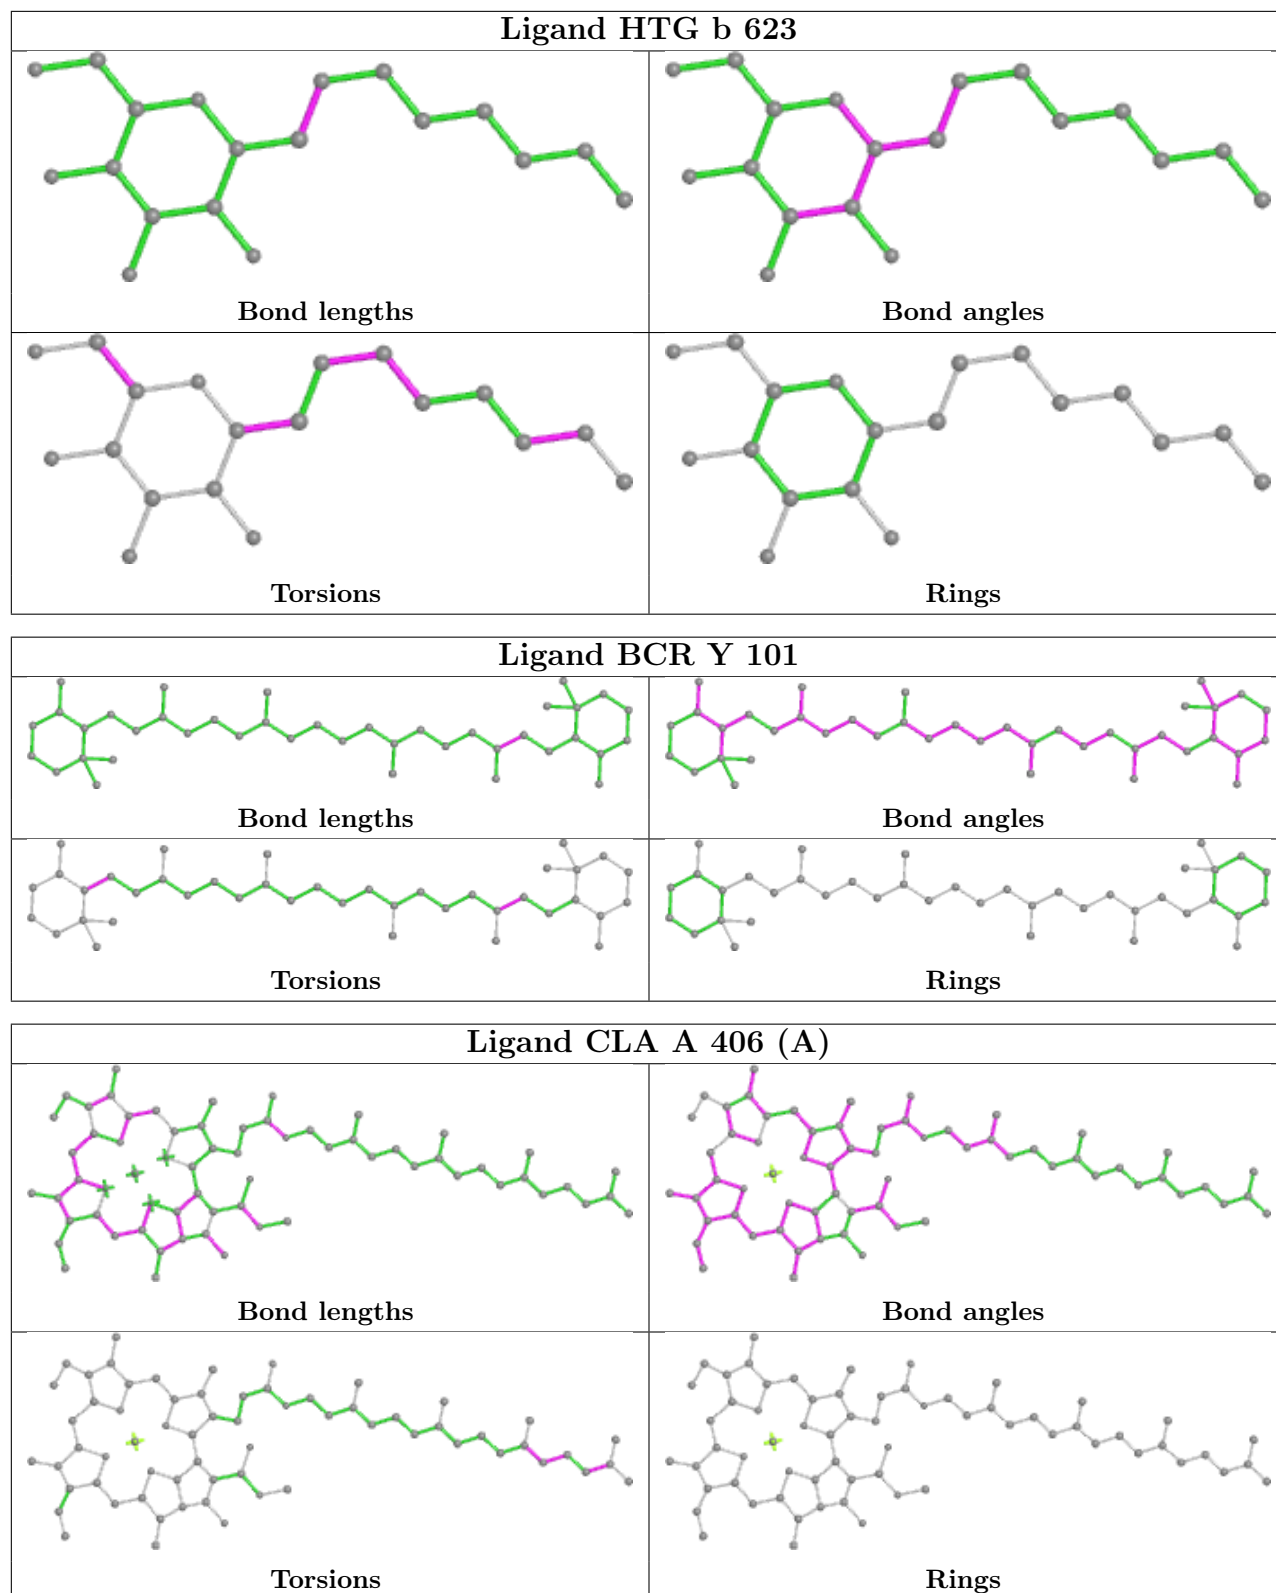 Ligand HTG b 623
Bond lengths
Bond angles
Torsions
Rings
Ligand BCR Y 101
Bond lengths
Bond angles
Torsions
Rings
Ligand CLA A 406 (A)
Bond lengths
Bond angles
Torsions
Rings